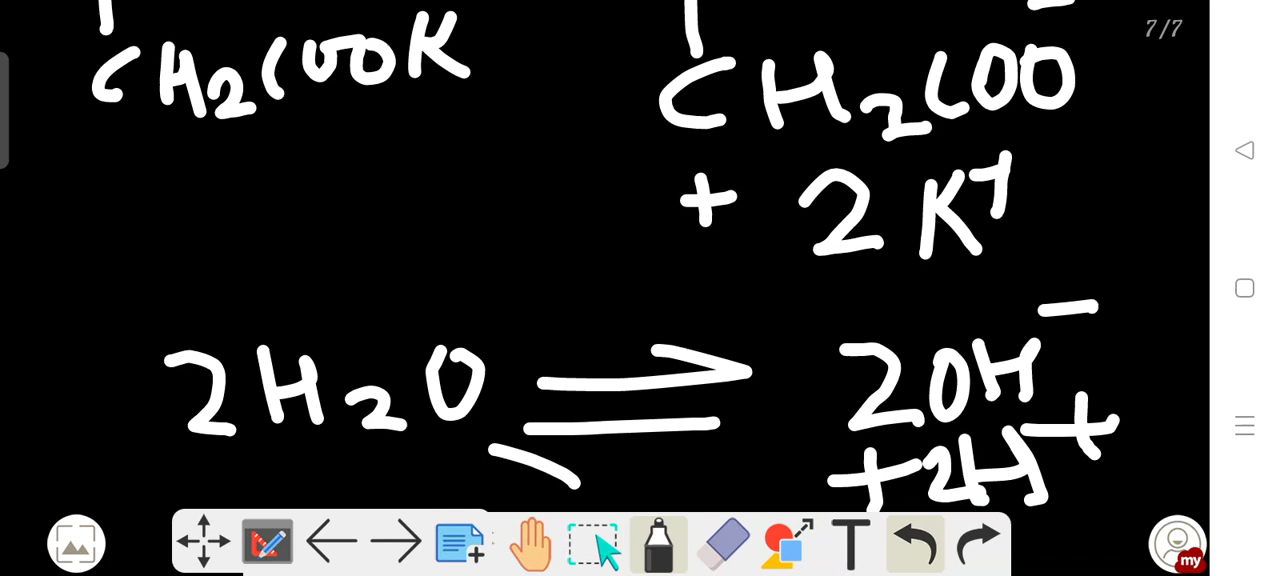 7/7
CH2COOK
CH2COO-
+ 2K+
2H2O ⇌ 2OH-
+2H+
T
my